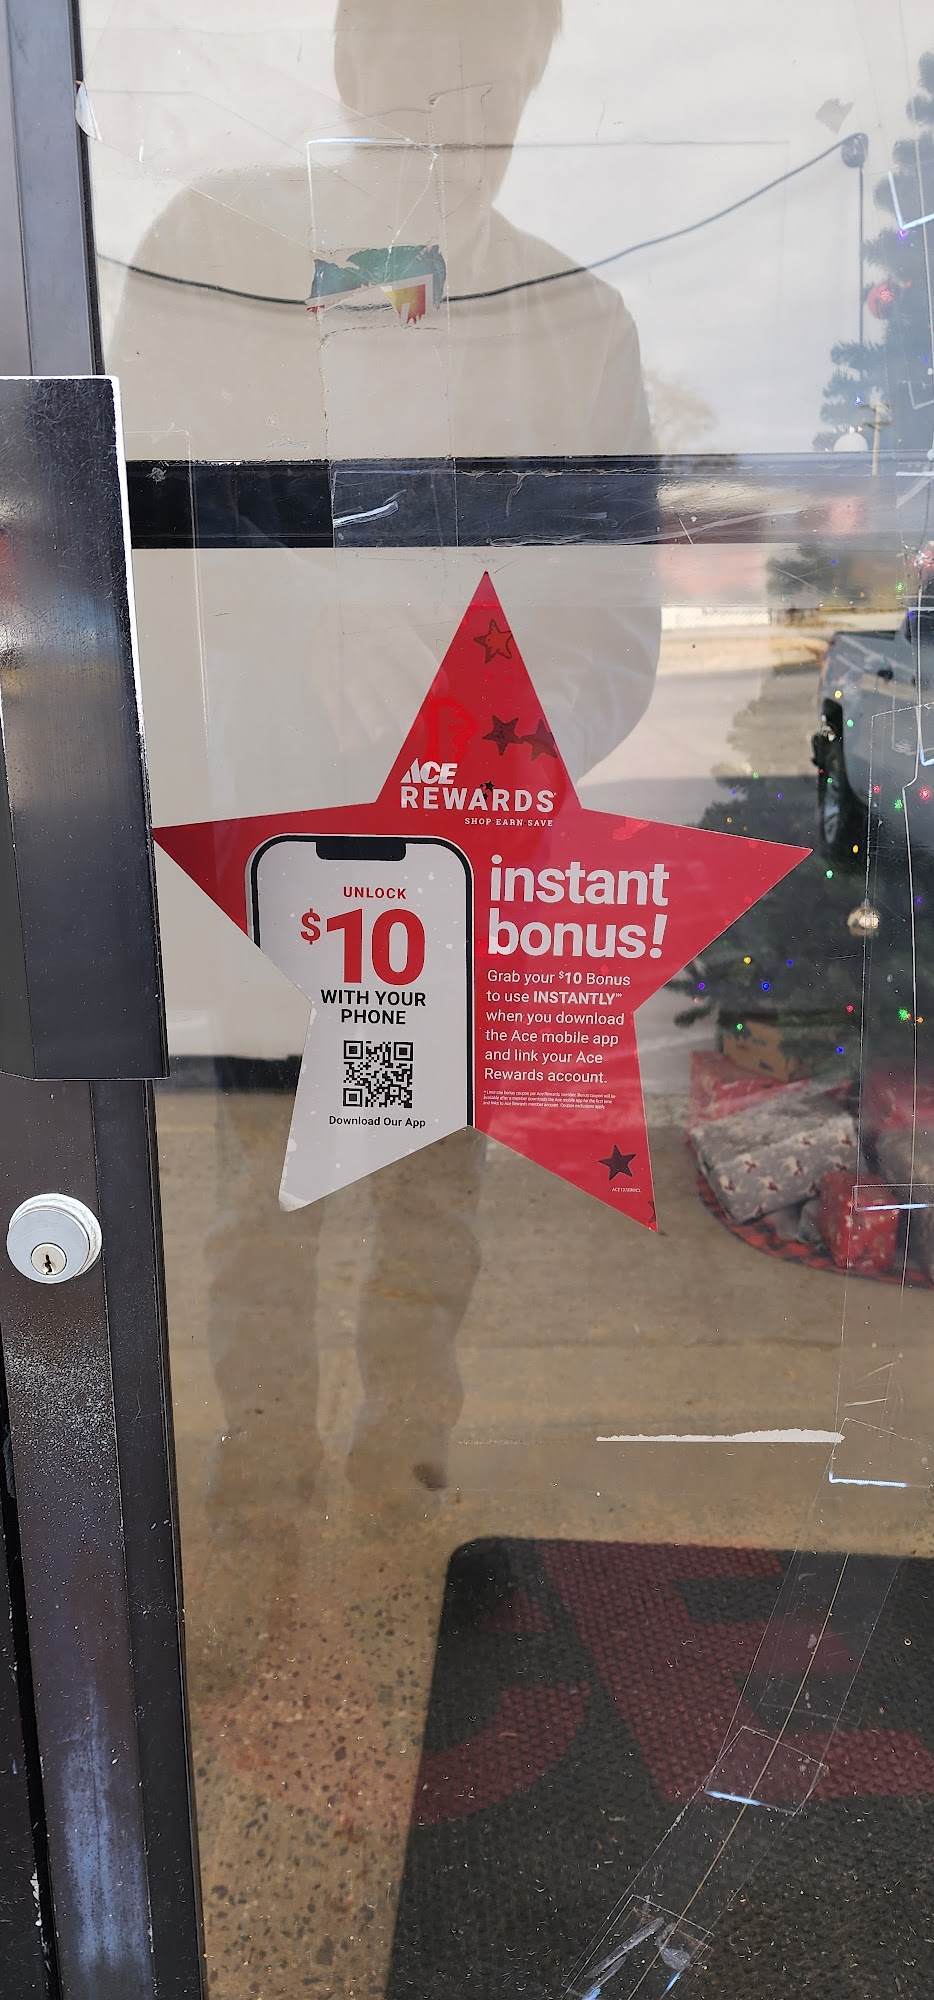 ACE
REWARDS
SHOP EARN SAVE
UNLOCK
$10
WITH YOUR
PHONE
Download Our App
instant
bonus!
Grab your $10 Bonus
to use INSTANTLY**
when you download
the Ace mobile app
and link your Ace
Rewards account.
CE